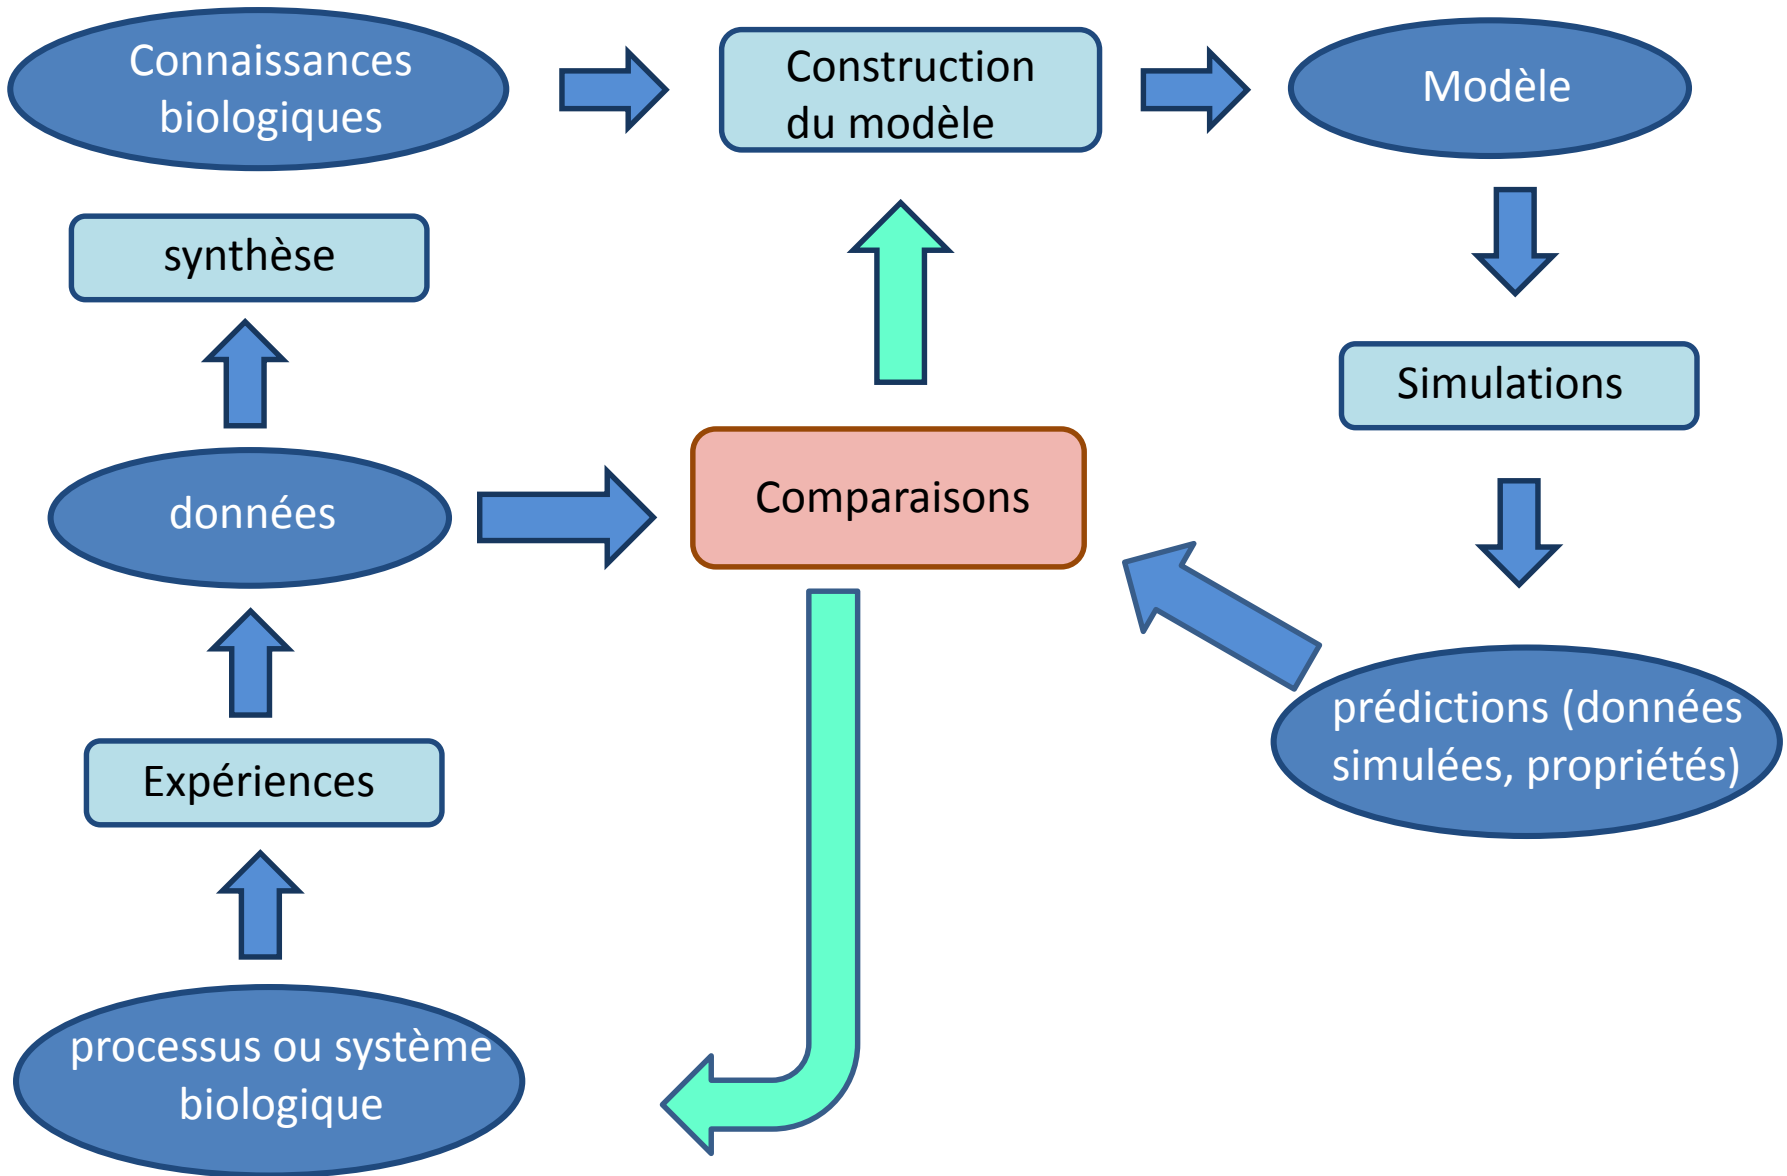 Connaissances
biologiques
Construction
du modèle
Modèle
synthèse
Simulations
données
Comparaisons
prédictions (données
simulées, propriétés)
Expériences
processus ou système
biologique